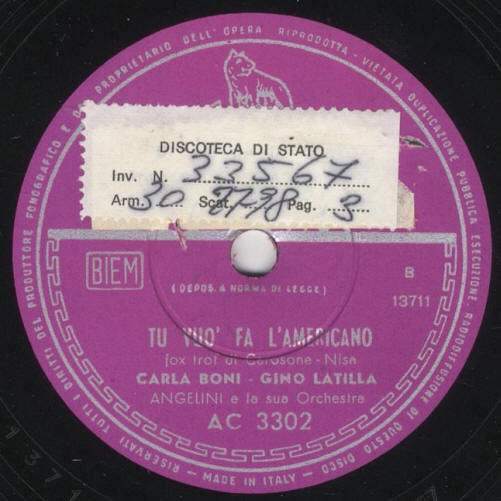 PROPRIETARIO DELL'OPERA RIPRODOTTA - VIETATA DUPLICAZIONE PUBBLICA ESECUZIONE, RADIODIFFUSIONE DI QUESTO DISCO
RISERVATI TUTTI I DIRITTI DEL PRODUTTORE FONOGRAFICO E
DISCOTECA DI STATO
Inv. N. 33567
Arm. 30 Scat. Pag. 3
BIEM
B
13711
(DEPOS. A NORMA DI LEGGE)
TU VUO' FA L'AMERICANO
fox trot di Carosone - Nisa
CARLA BONI - GINO LATILLA
ANGELINI e la sua Orchestra
AC 3302
MADE IN ITALY